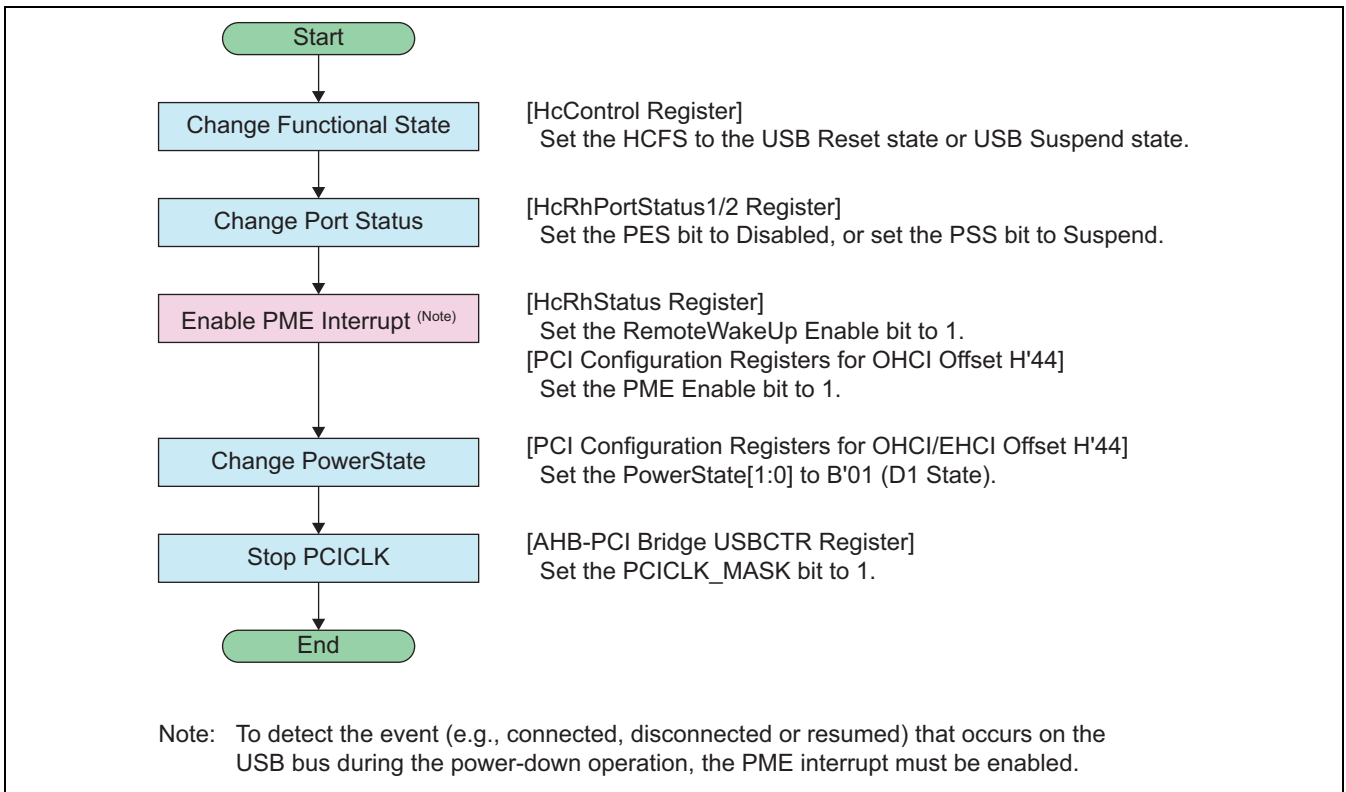 Start
Change Functional State
[HcControl Register]
Set the HCFS to the USB Reset state or USB Suspend state.
Change Port Status
[HcRhPortStatus1/2 Register]
Set the PES bit to Disabled, or set the PSS bit to Suspend.
Enable PME Interrupt (Note)
[HcRhStatus Register]
Set the RemoteWakeUp Enable bit to 1.
[PCI Configuration Registers for OHCI Offset H'44]
Set the PME Enable bit to 1.
Change PowerState
[PCI Configuration Registers for OHCI/EHCI Offset H'44]
Set the PowerState[1:0] to B'01 (D1 State).
Stop PCICLK
[AHB-PCI Bridge USBCTR Register]
Set the PCICLK_MASK bit to 1.
End
Note: To detect the event (e.g., connected, disconnected or resumed) that occurs on the
USB bus during the power-down operation, the PME interrupt must be enabled.